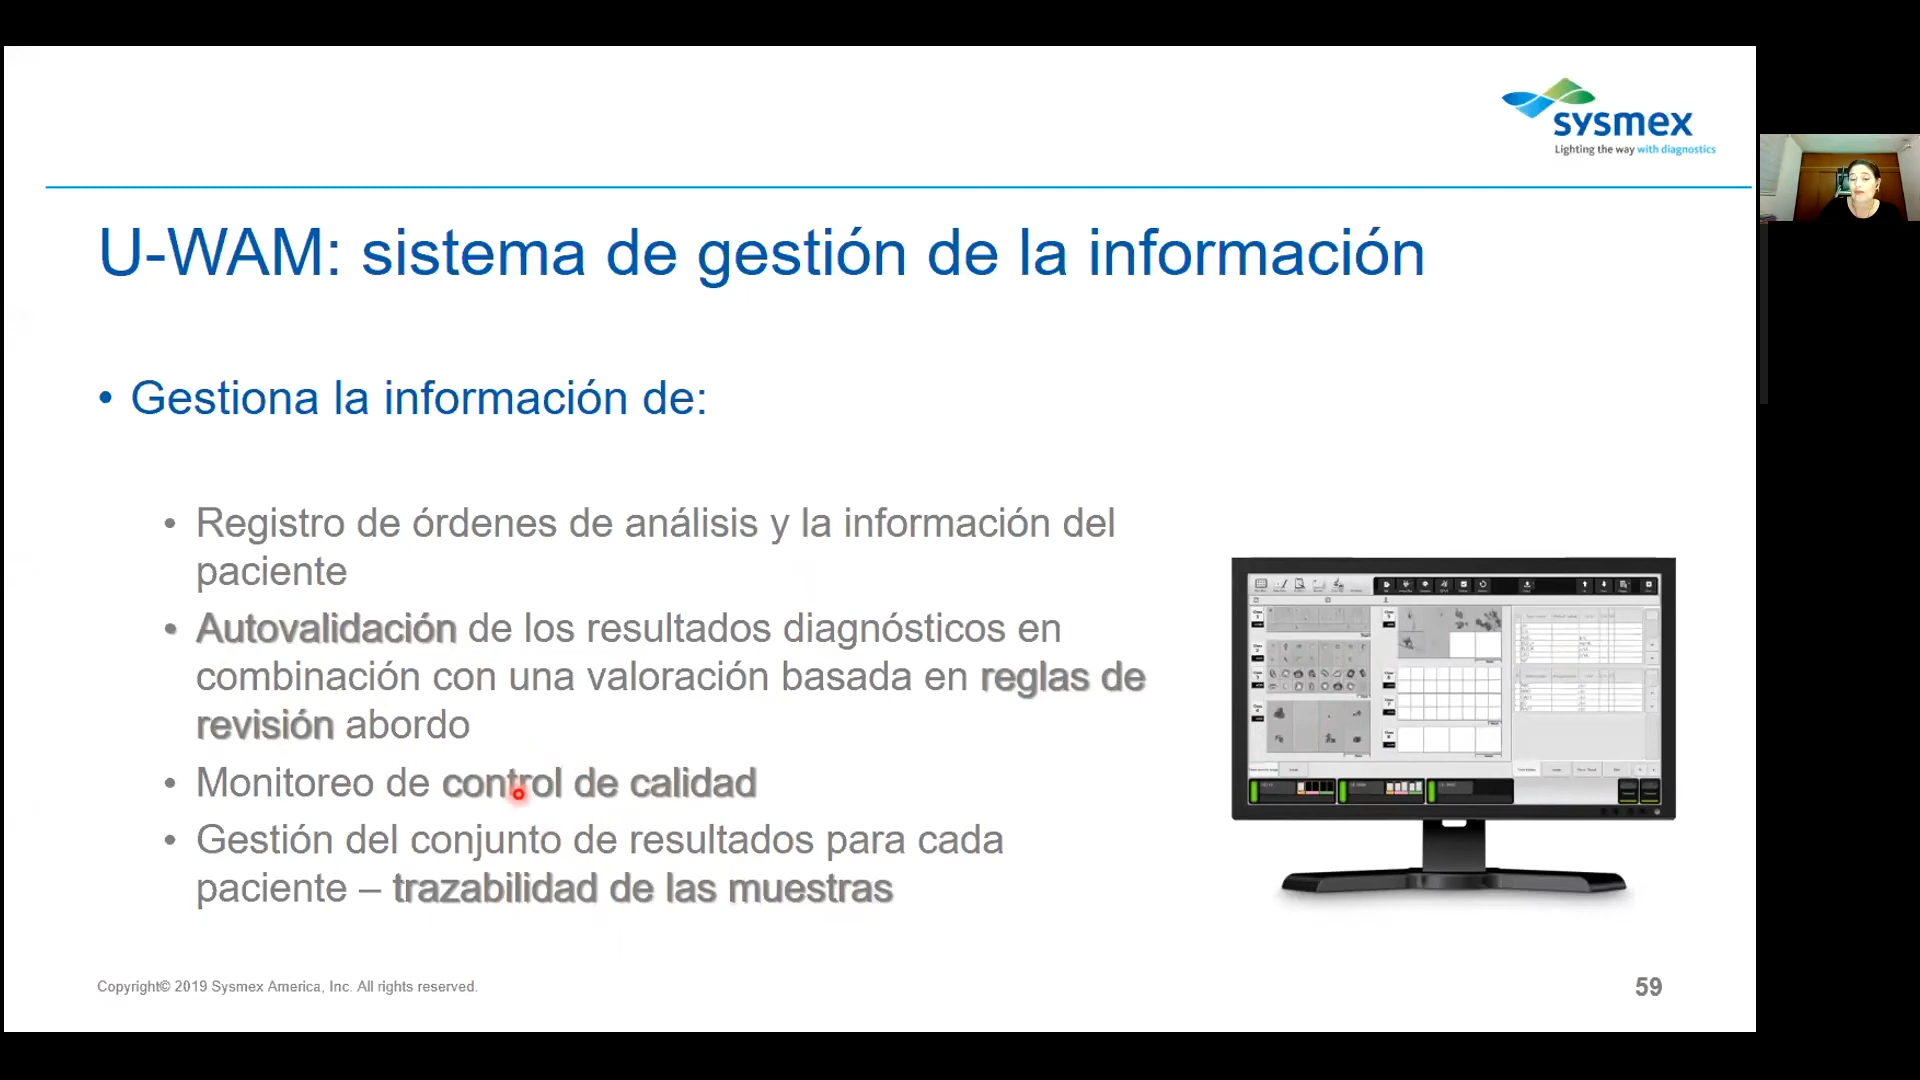 sysmex
Lighting the way with diagnostics
U-WAM: sistema de gestión de la información
• Gestiona la información de:
• Registro de órdenes de análisis y la información del
paciente
• Autovalidación de los resultados diagnósticos en
combinación con una valoración basada en reglas de
revisión abordo
• Monitoreo de control de calidad
• Gestión del conjunto de resultados para cada
paciente – trazabilidad de las muestras
Copyright© 2019 Sysmex America, Inc. All rights reserved.
59